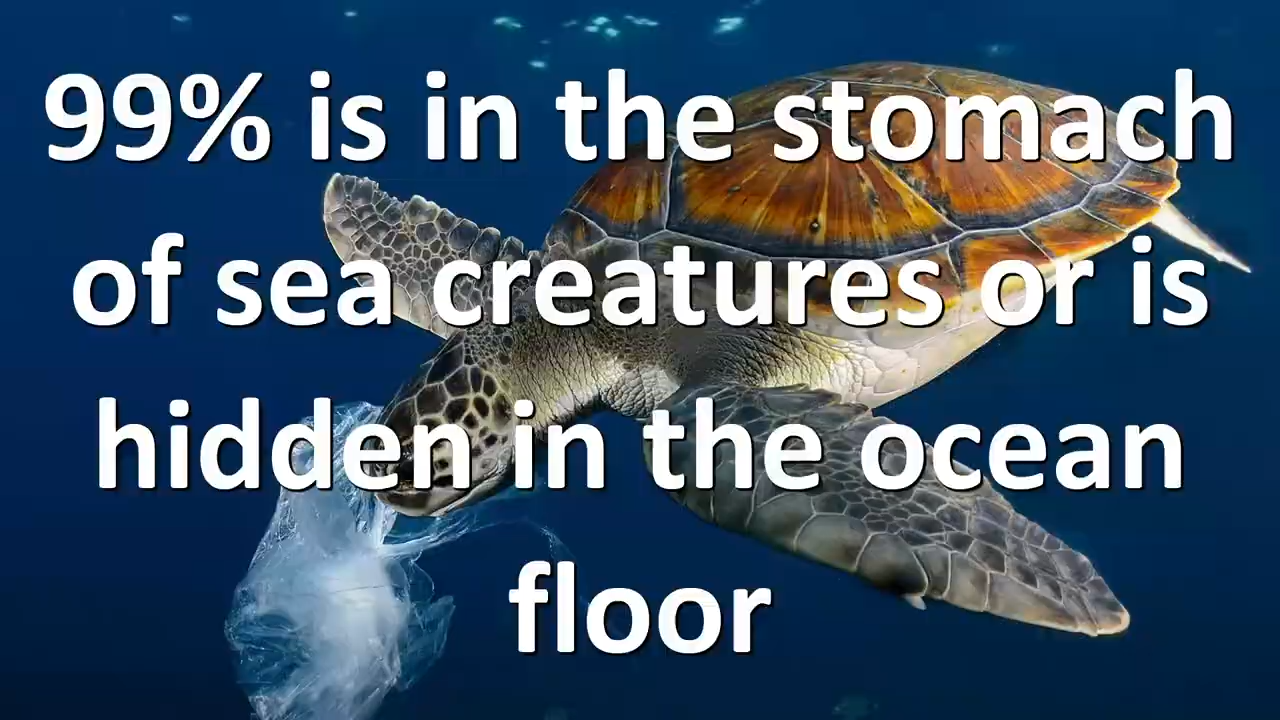 99% is in the stomach
of sea creatures or is
hidden in the ocean
floor